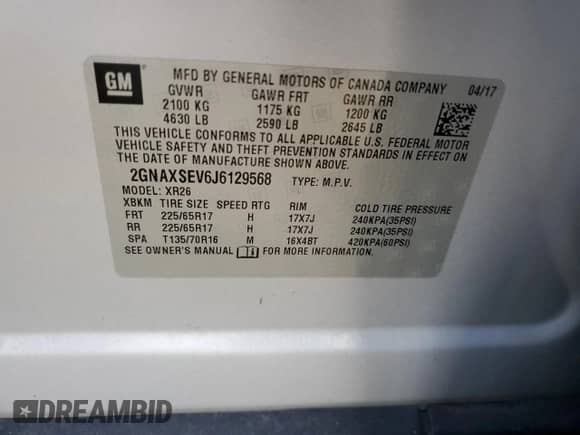 GM
MFD BY GENERAL MOTORS OF CANADA COMPANY 04/17
GVWR GAWR FRT GAWR RR
2100 KG 1175 KG 1200 KG
4630 LB 2590 LB 2645 LB
THIS VEHICLE CONFORMS TO ALL APPLICABLE U.S. FEDERAL MOTOR
VEHICLE SAFETY AND THEFT PREVENTION STANDARDS IN EFFECT ON
THE DATE OF MANUFACTURE SHOWN ABOVE.
2GNAXSEV6J6129568 TYPE: M.P.V.
MODEL: XR26
XBKM TIRE SIZE SPEED RTG RIM COLD TIRE PRESSURE
FRT 225/65R17 H 17X7J 240KPA(35PSI)
RR 225/65R17 H 17X7J 240KPA(35PSI)
SPA T135/70R16 M 16X4BT 420KPA(60PSI)
SEE OWNER'S MANUAL FOR MORE INFORMATION.
DREAMBID